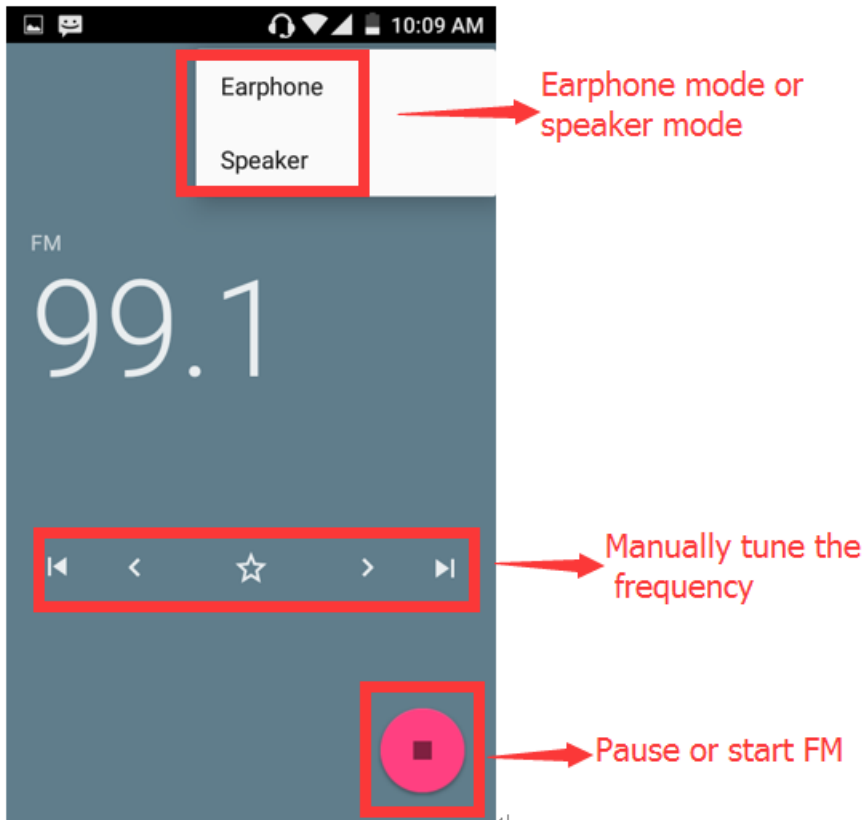 10:09 AM
Earphone
Speaker
Earphone mode or
speaker mode
FM
99.1
Manually tune the
frequency
Pause or start FM